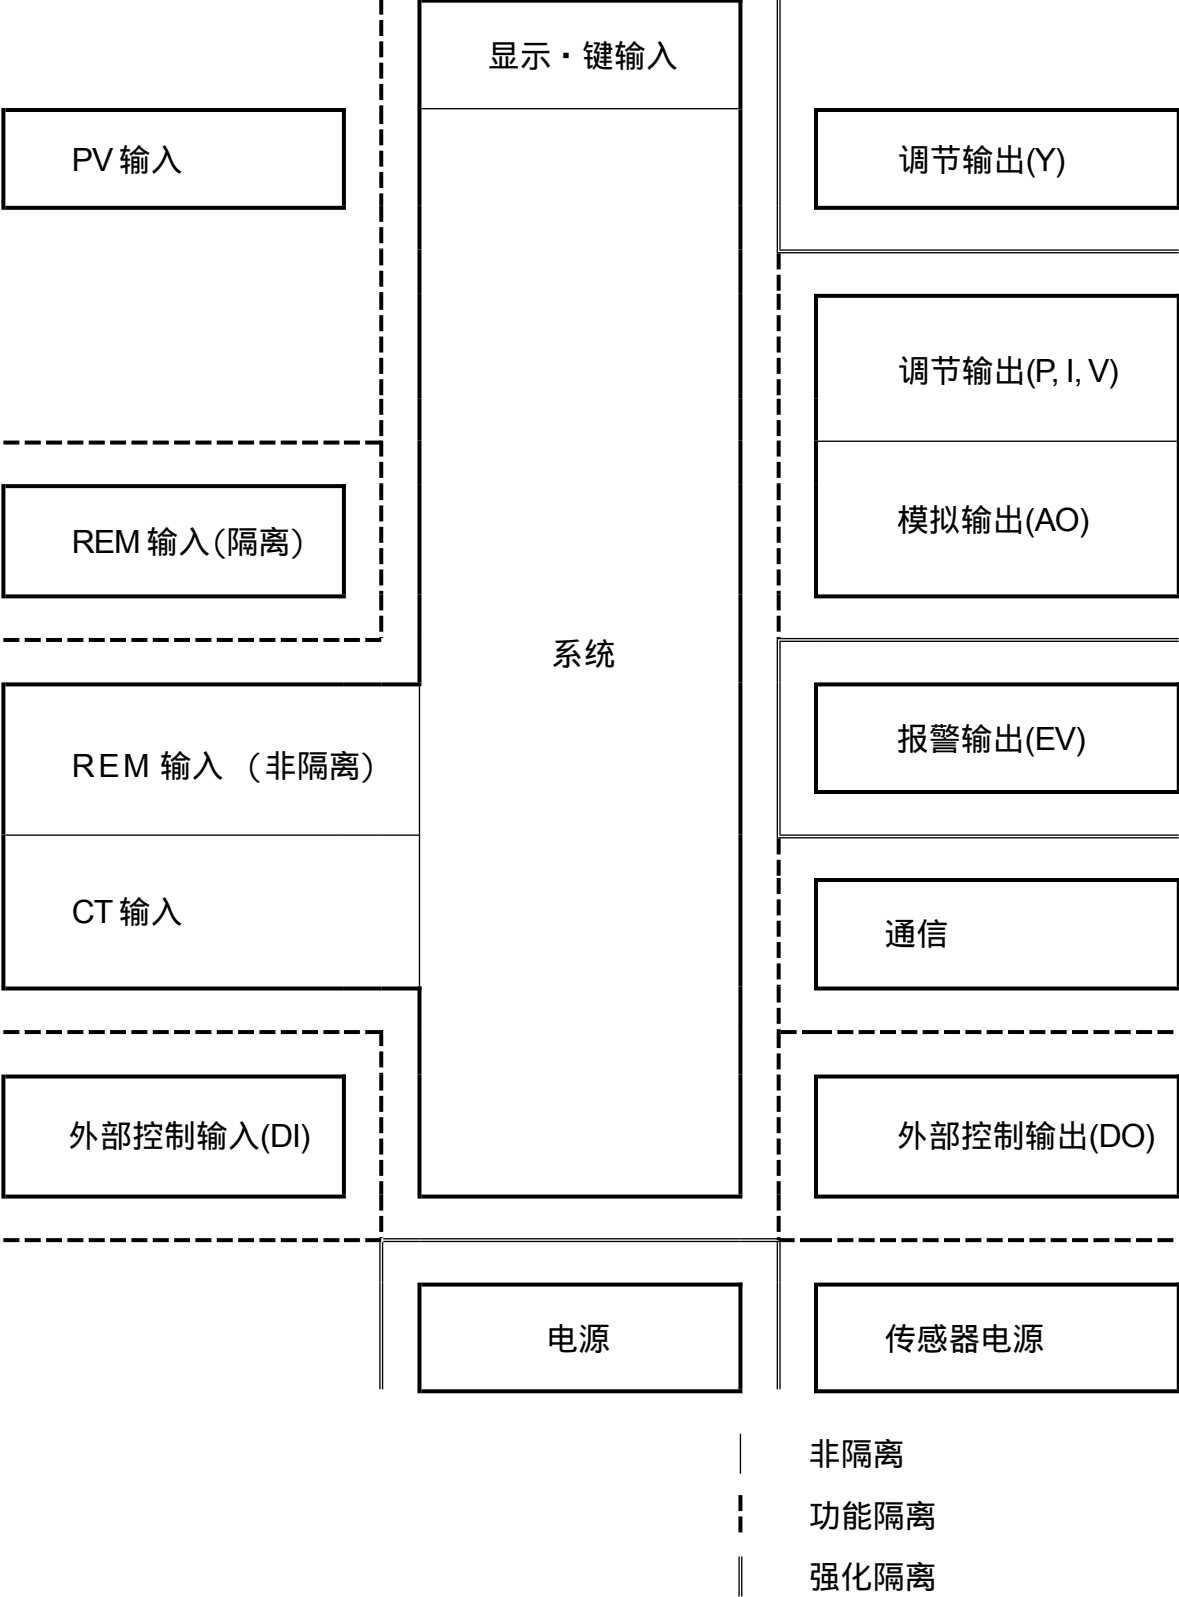 显示・键输入
PV 输入
调节输出(Y)
调节输出(P, I, V)
REM 输入(隔离)
模拟输出(AO)
系统
REM 输入 (非隔离)
报警输出(EV)
CT 输入
通信
外部控制输入(DI)
外部控制输出(DO)
电源
传感器电源
非隔离
功能隔离
强化隔离